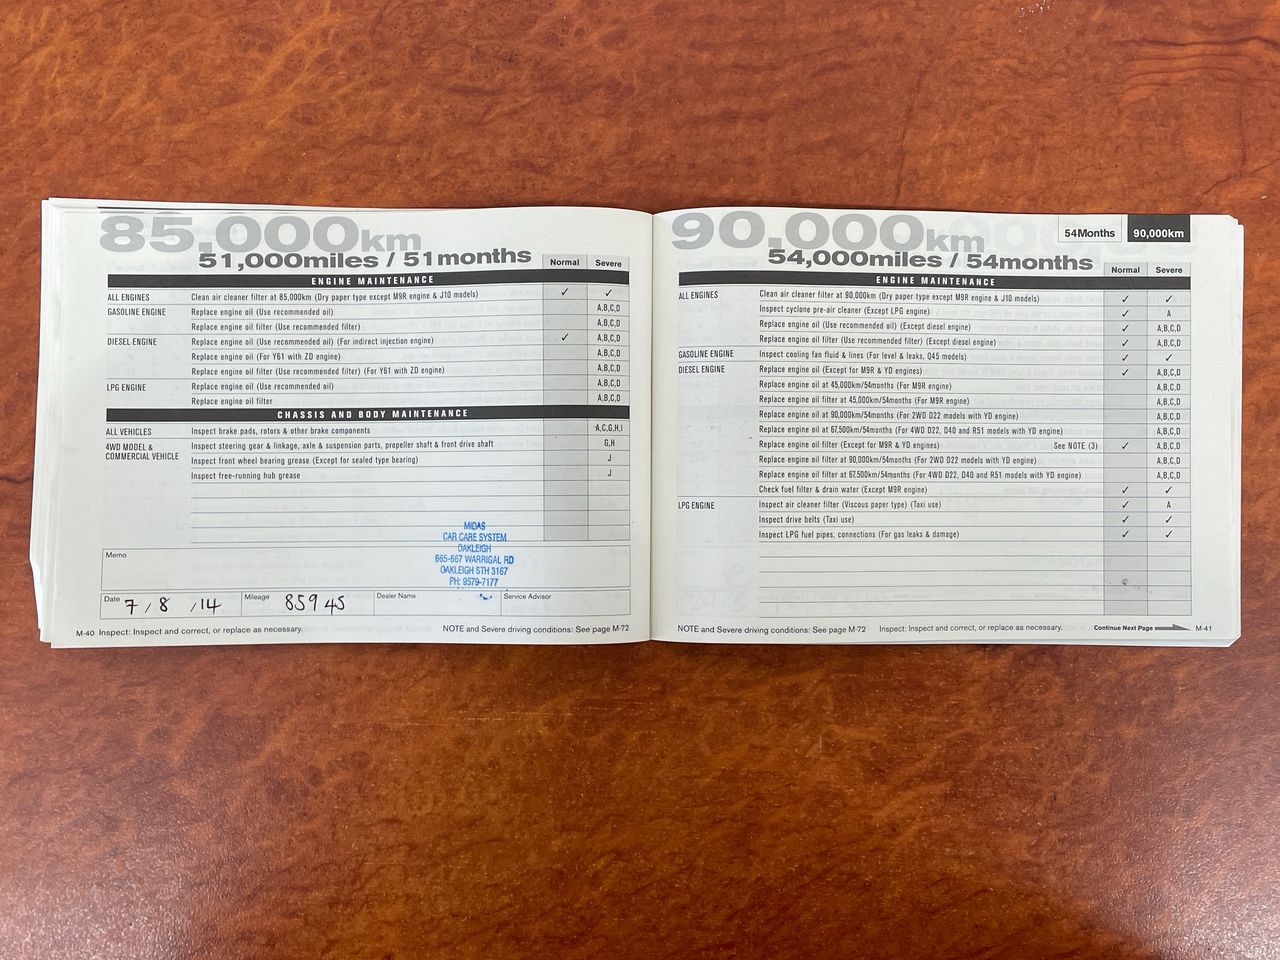 85,000km
51,000miles / 51months
Normal Severe
ENGINE MAINTENANCE
ALL ENGINES Clean air cleaner filter at 85,000km (Dry paper type except M9R engine & J10 models) ✓ ✓
GASOLINE ENGINE Replace engine oil (Use recommended oil) A,B,C,D
Replace engine oil filter (Use recommended filter) A,B,C,D
DIESEL ENGINE Replace engine oil (Use recommended oil) (For indirect injection engine) ✓ A,B,C,D
Replace engine oil (For Y61 with ZD engine) A,B,C,D
Replace engine oil filter (Use recommended filter) (For Y61 with ZD engine) A,B,C,D
LPG ENGINE Replace engine oil (Use recommended oil) A,B,C,D
Replace engine oil filter A,B,C,D
CHASSIS AND BODY MAINTENANCE
ALL VEHICLES Inspect brake pads, rotors & other brake components A,C,G,H,I
4WD MODEL & Inspect steering gear & linkage, axle & suspension parts, propeller shaft & front drive shaft G,H
COMMERCIAL VEHICLE Inspect front wheel bearing grease (Except for sealed type bearing) J
Inspect free-running hub grease J
MIDAS
CAR CARE SYSTEM
OAKLEIGH
665-667 WARRIGAL RD
OAKLEIGH STH 3167
PH: 9579-7177
Memo
Date 7 / 8 / 14 Mileage 85945 Dealer Name Service Advisor
M-40 Inspect: Inspect and correct, or replace as necessary. NOTE and Severe driving conditions: See page M-72
90,000km
54,000miles / 54months
54Months 90,000km
Normal Severe
ENGINE MAINTENANCE
ALL ENGINES Clean air cleaner filter at 90,000km (Dry paper type except M9R engine & J10 models) ✓ ✓
Inspect cyclone pre-air cleaner (Except LPG engine) ✓ A
Replace engine oil (Use recommended oil) (Except diesel engine) ✓ A,B,C,D
Replace engine oil filter (Use recommended filter) (Except diesel engine) ✓ A,B,C,D
GASOLINE ENGINE Inspect cooling fan fluid & lines (For level & leaks, Q45 models) ✓ ✓
DIESEL ENGINE Replace engine oil (Except for M9R & YD engines) ✓ A,B,C,D
Replace engine oil at 45,000km/54months (For M9R engine) A,B,C,D
Replace engine oil filter at 45,000km/54months (For M9R engine) A,B,C,D
Replace engine oil at 90,000km/54months (For 2WD D22 models with YD engine) A,B,C,D
Replace engine oil at 67,500km/54months (For 4WD D22, D40 and R51 models with YD engine) A,B,C,D
Replace engine oil filter (Except for M9R & YD engines) See NOTE (3) ✓ A,B,C,D
Replace engine oil filter at 90,000km/54months (For 2WD D22 models with YD engine) A,B,C,D
Replace engine oil filter at 67,500km/54months (For 4WD D22, D40 and R51 models with YD engine) A,B,C,D
Check fuel filter & drain water (Except M9R engine) ✓ ✓
LPG ENGINE Inspect air cleaner filter (Viscous paper type) (Taxi use) ✓ A
Inspect drive belts (Taxi use) ✓ ✓
Inspect LPG fuel pipes, connections (For gas leaks & damage) ✓ ✓
NOTE and Severe driving conditions: See page M-72 Inspect: Inspect and correct, or replace as necessary. Continue Next Page M-41